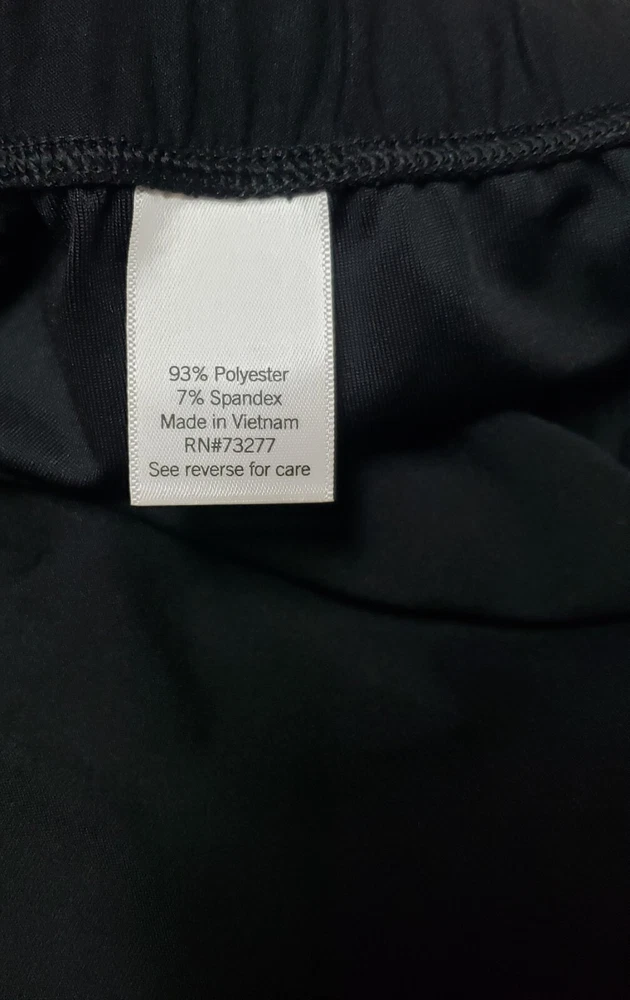 93% Polyester
7% Spandex
Made in Vietnam
RN#73277
See reverse for care